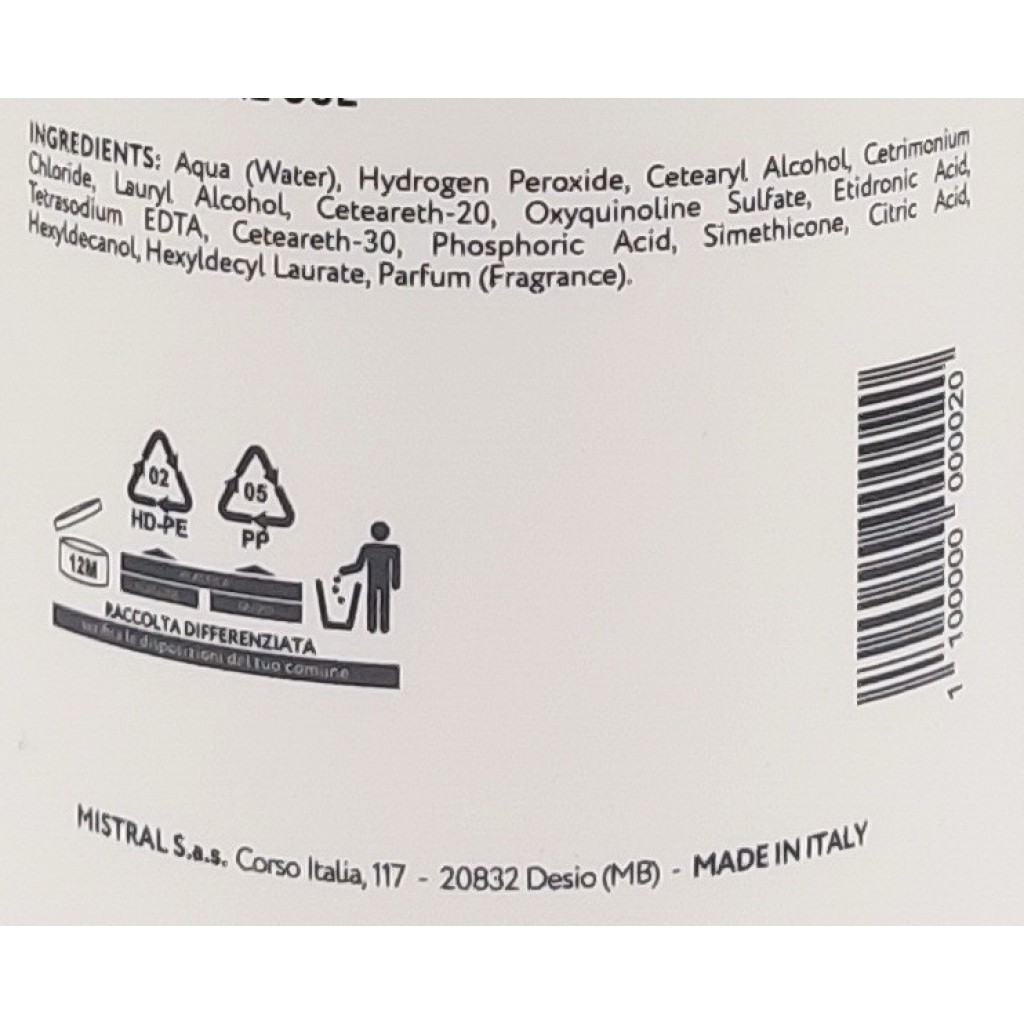 INGREDIENTS: Aqua (Water), Hydrogen Peroxide, Cetearyl Alcohol, Cetrimonium
Chloride, Lauryl Alcohol, Ceteareth-20, Oxyquinoline Sulfate, Etidronic Acid,
Tetrasodium EDTA, Ceteareth-30, Phosphoric Acid, Simethicone, Citric Acid,
Hexyldecanol, Hexyldecyl Laurate, Parfum (Fragrance).
02
HD-PE
05
PP
12M
RACCOLTA DIFFERENZIATA
le disposizioni del tuo comune
1 100000 000020
MISTRAL S.a.s. Corso Italia, 117 - 20832 Desio (MB) - MADE IN ITALY